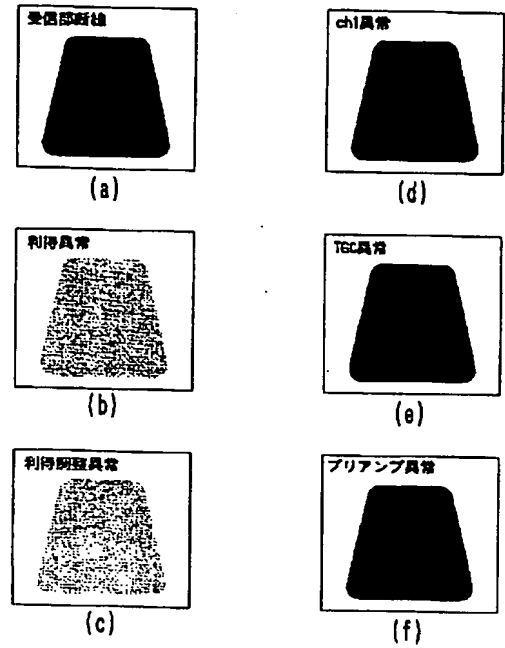 受信部断線
(a)
利得異常
(b)
利得調整異常
(c)
ch1異常
(d)
TGC異常
(e)
プリアンプ異常
(f)